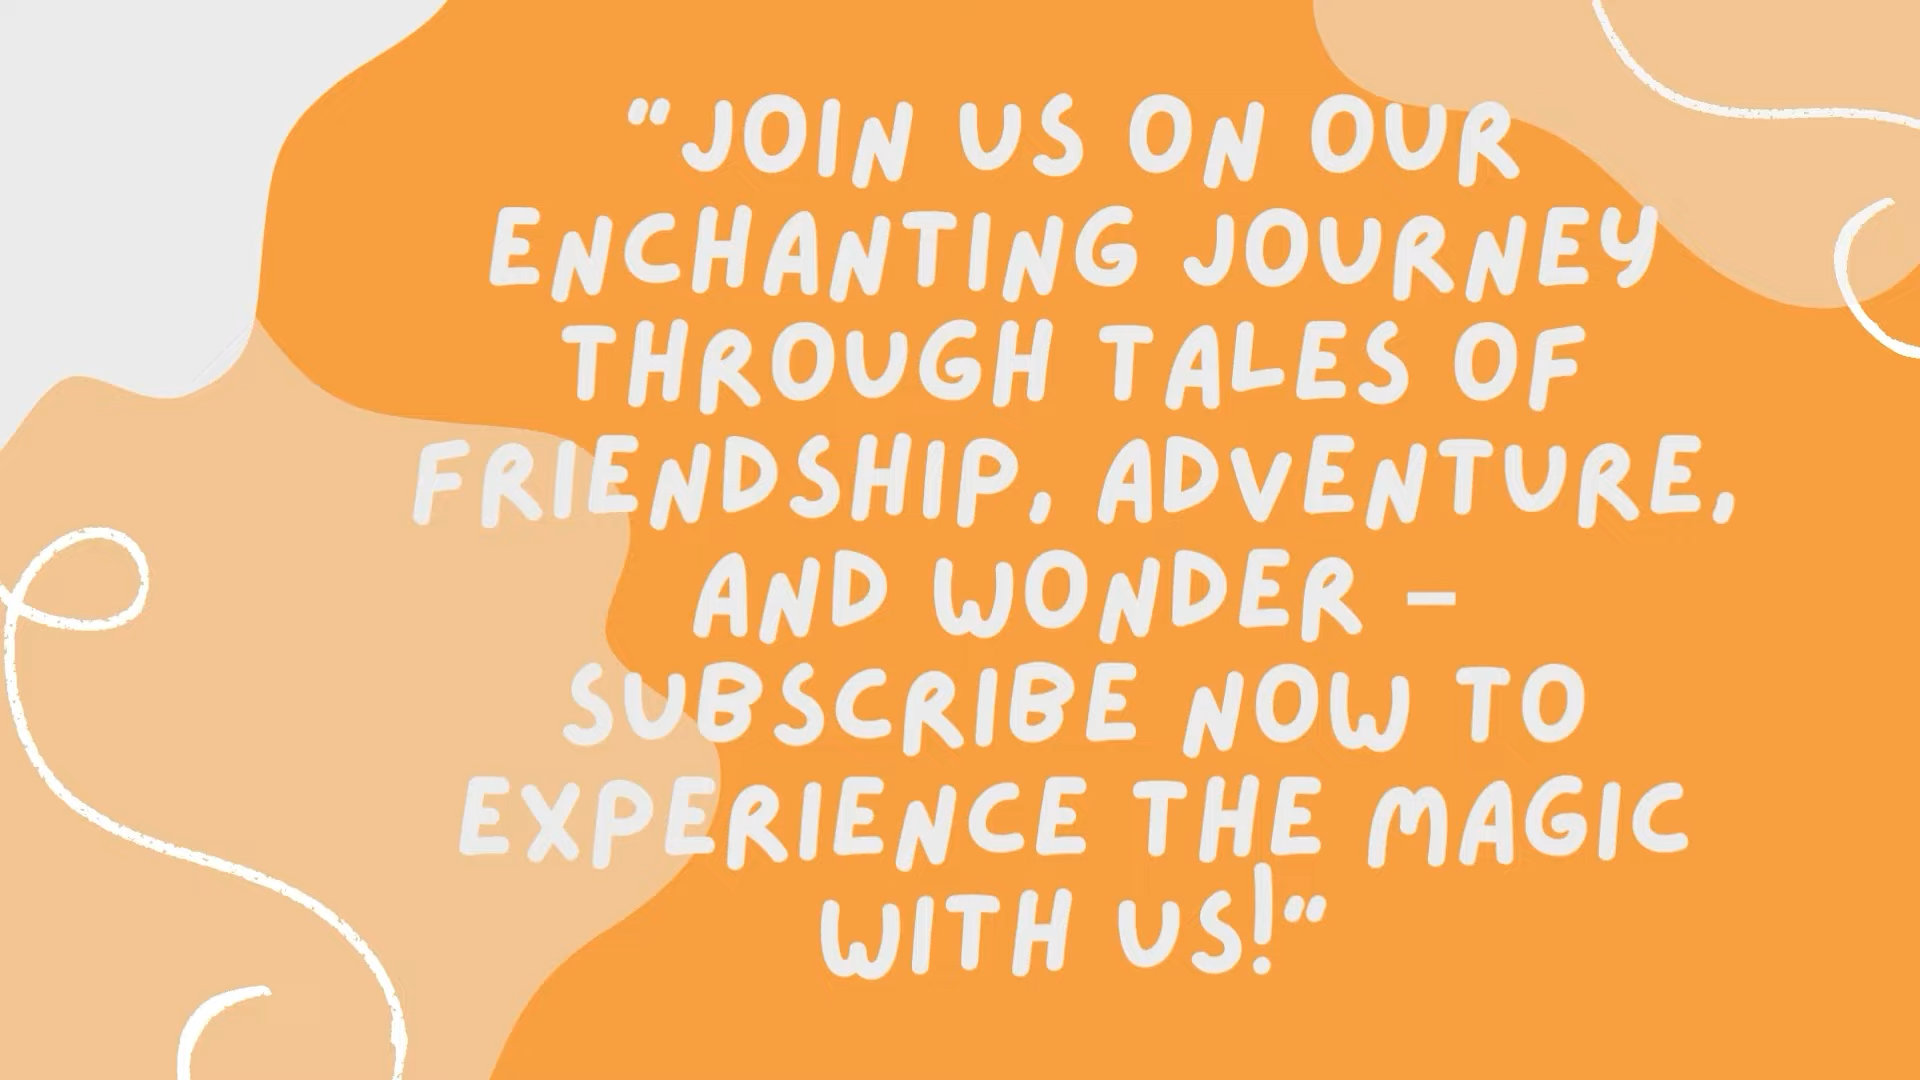 "JOIN US ON OUR
ENCHANTING JOURNEY
THROUGH TALES OF
FRIENDSHIP, ADVENTURE,
AND WONDER –
SUBSCRIBE NOW TO
EXPERIENCE THE MAGIC
WITH US!"